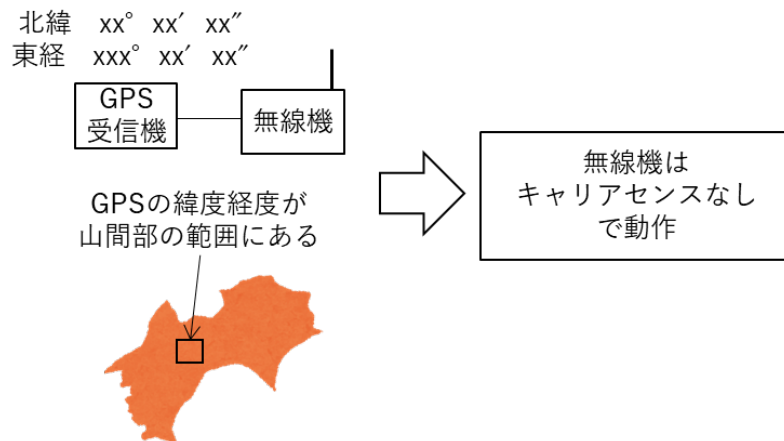 北緯 xx° xx′ xx″
東経 xxx° xx′ xx″
GPS
受信機
無線機
GPSの緯度経度が
山間部の範囲にある
無線機は
キャリアセンスなし
で動作